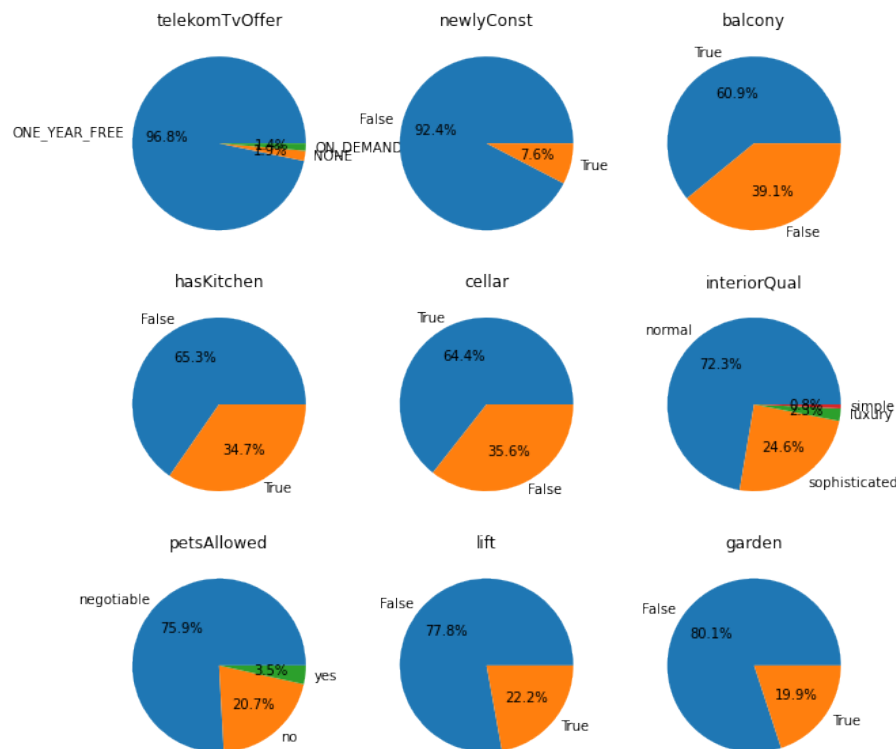 telekomTvOffer
newlyConst
balcony
ONE_YEAR_FREE
96.8%
1.4%
ON_DEMAND
1.9%
NONE
False
92.4%
7.6%
True
True
60.9%
39.1%
False
hasKitchen
cellar
interiorQual
False
65.3%
34.7%
True
True
64.4%
35.6%
False
normal
72.3%
0.8%
simple
2.3%
luxury
24.6%
sophisticated
petsAllowed
lift
garden
negotiable
75.9%
3.5%
yes
20.7%
no
False
77.8%
22.2%
True
False
80.1%
19.9%
True